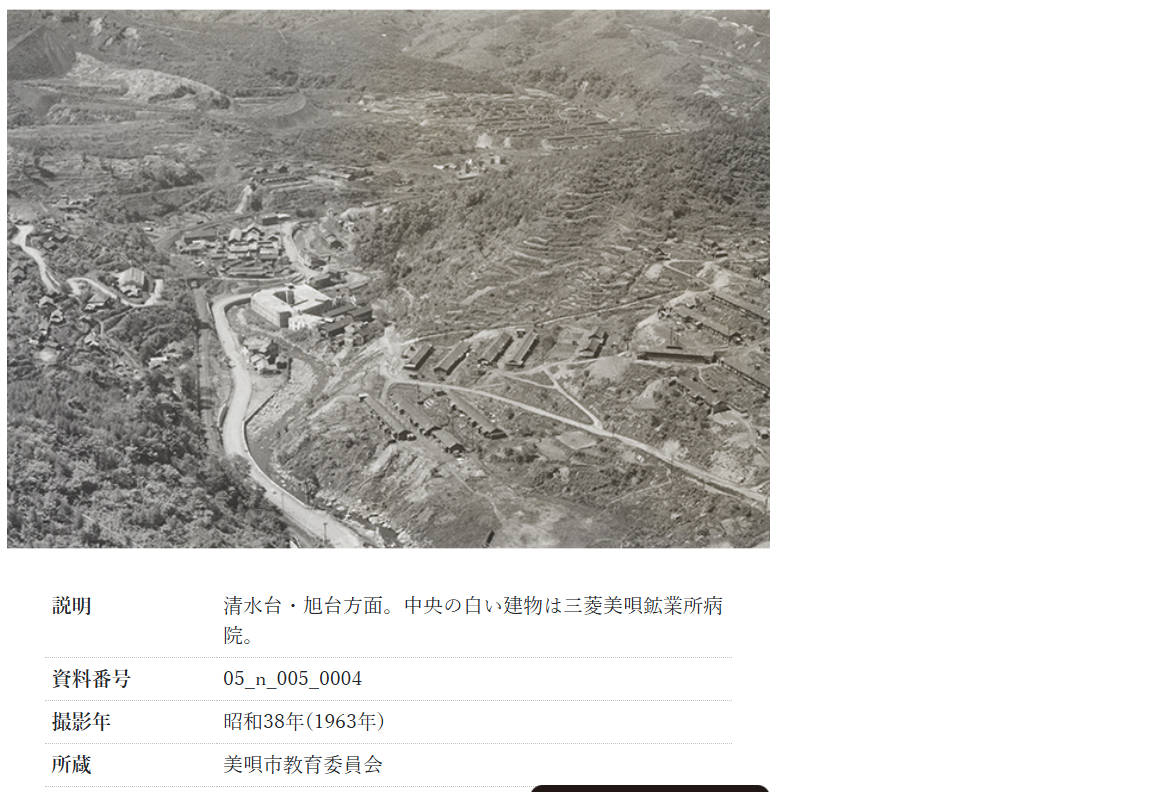 説明
清水台・旭台方面。中央の白い建物は三菱美唄鉱業所病
院。
資料番号
05_n_005_0004
撮影年
昭和38年(1963年)
所蔵
美唄市教育委員会